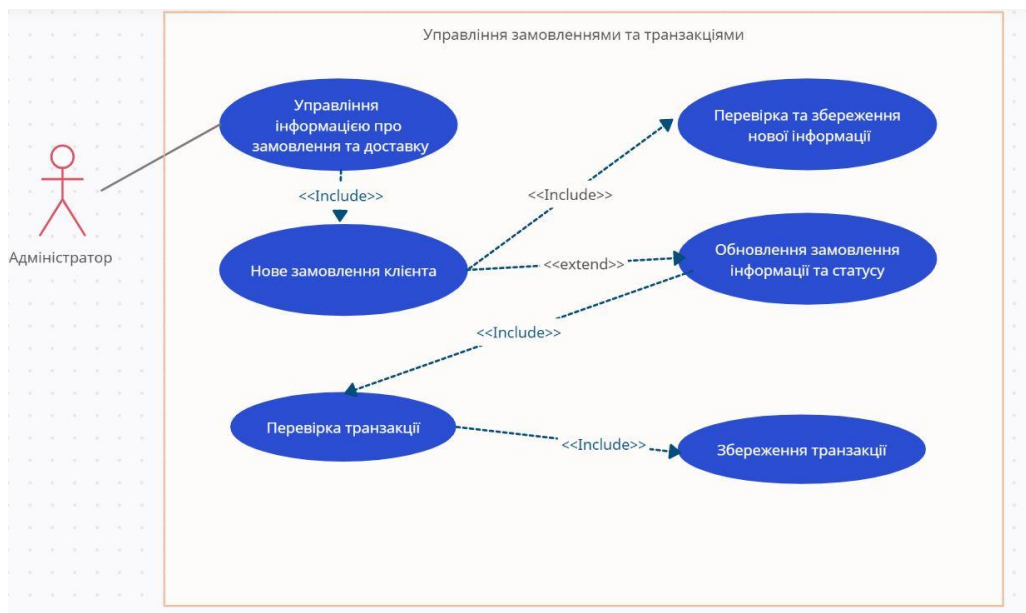 Управління замовленнями та транзакціями
Управління
інформацією про
замовлення та доставку
Перевірка та збереження
нової інформації
<<Include>>
<<Include>>
Адміністратор
Нове замовлення клієнта
<<extend>>
Обновлення замовлення
інформації та статусу
<<Include>>
Перевірка транзакції
<<Include>>
Збереження транзакції